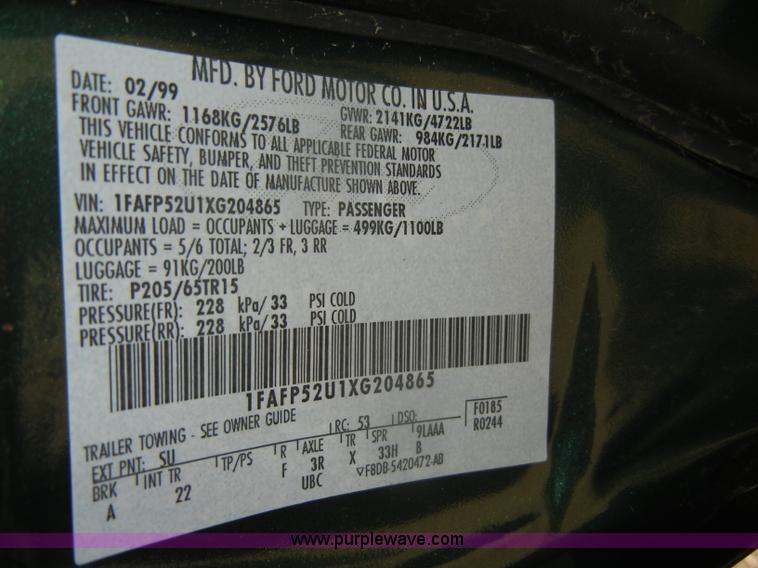 MFD. BY FORD MOTOR CO. IN U.S.A.
DATE: 02/99 GVWR: 2141KG/4722LB
FRONT GAWR: 1168KG/2576LB REAR GAWR: 984KG/2171LB
THIS VEHICLE CONFORMS TO ALL APPLICABLE FEDERAL MOTOR
VEHICLE SAFETY, BUMPER, AND THEFT PREVENTION STANDARDS
IN EFFECT ON THE DATE OF MANUFACTURE SHOWN ABOVE.
VIN: 1FAFP52U1XG204865 TYPE: PASSENGER
MAXIMUM LOAD = OCCUPANTS + LUGGAGE = 499KG/1100LB
OCCUPANTS = 5/6 TOTAL; 2/3 FR, 3 RR
LUGGAGE = 91KG/200LB
TIRE: P205/65TR15
PRESSURE(FR): 228 kPa/33 PSI COLD
PRESSURE(RR): 228 kPa/33 PSI COLD
1FAFP52U1XG204865
TRAILER TOWING - SEE OWNER GUIDE
EXT PNT: SU RC: 53 DSO: F0185
BRK INT TR TP/PS R AXLE TR SPR 9LAAA R0244
A 22 F 3R X 33H B
UBC ▽F8DB-5420472-AB
www.purplewave.com